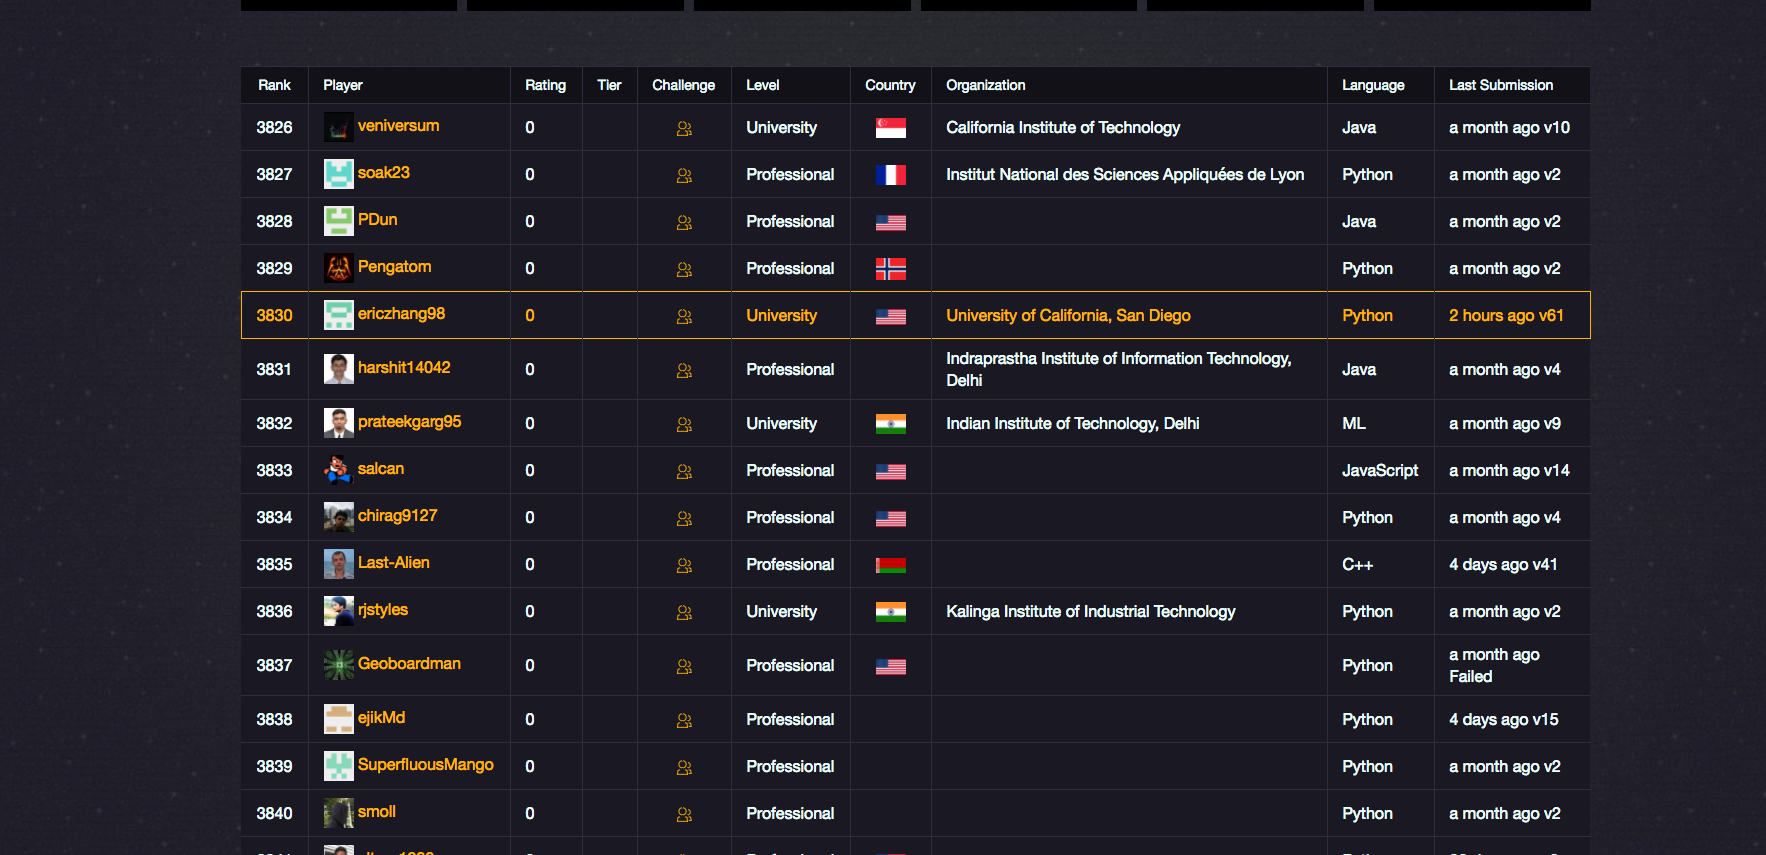 Rank Player Rating Tier Challenge Level Country Organization Language Last Submission
3826 veniversum 0 University California Institute of Technology Java a month ago v10
3827 soak23 0 Professional Institut National des Sciences Appliquées de Lyon Python a month ago v2
3828 PDun 0 Professional Java a month ago v2
3829 Pengatom 0 Professional Python a month ago v2
3830 ericzhang98 0 University University of California, San Diego Python 2 hours ago v61
3831 harshit14042 0 Professional Indraprastha Institute of Information Technology,
Delhi Java a month ago v4
3832 prateekgarg95 0 University Indian Institute of Technology, Delhi ML a month ago v9
3833 salcan 0 Professional JavaScript a month ago v14
3834 chirag9127 0 Professional Python a month ago v4
3835 Last-Alien 0 Professional C++ 4 days ago v41
3836 rjstyles 0 University Kalinga Institute of Industrial Technology Python a month ago v2
3837 Geoboardman 0 Professional Python a month ago
Failed
3838 ejikMd 0 Professional Python 4 days ago v15
3839 SuperfluousMango 0 Professional Python a month ago v2
3840 smoll 0 Professional Python a month ago v2